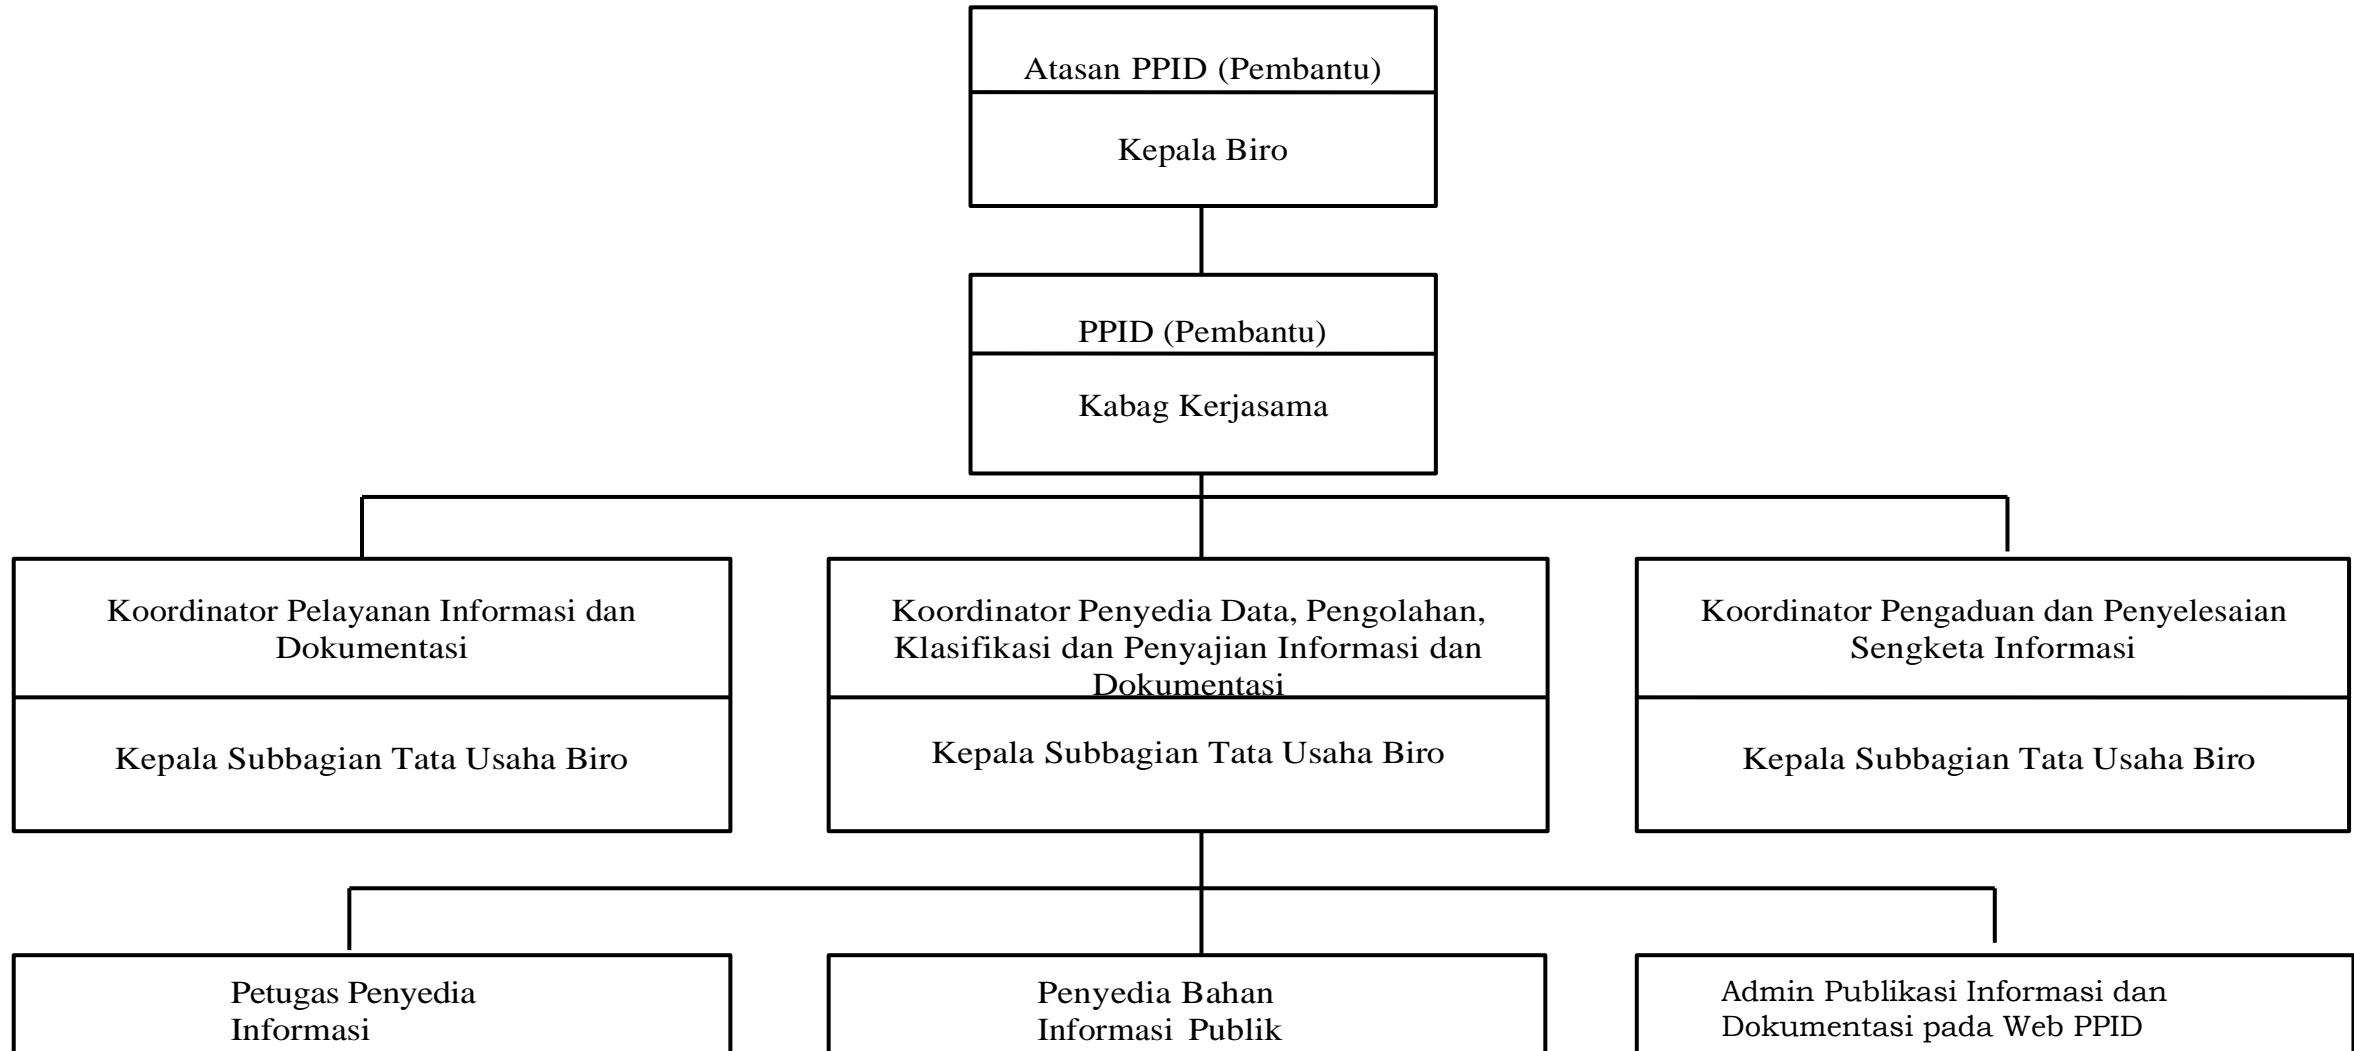 Atasan PPID (Pembantu)
Kepala Biro
PPID (Pembantu)
Kabag Kerjasama
Koordinator Pelayanan Informasi dan
Dokumentasi
Kepala Subbagian Tata Usaha Biro
Koordinator Penyedia Data, Pengolahan,
Klasifikasi dan Penyajian Informasi dan
Dokumentasi
Kepala Subbagian Tata Usaha Biro
Koordinator Pengaduan dan Penyelesaian
Sengketa Informasi
Kepala Subbagian Tata Usaha Biro
Petugas Penyedia
Informasi
Penyedia Bahan
Informasi Publik
Admin Publikasi Informasi dan
Dokumentasi pada Web PPID